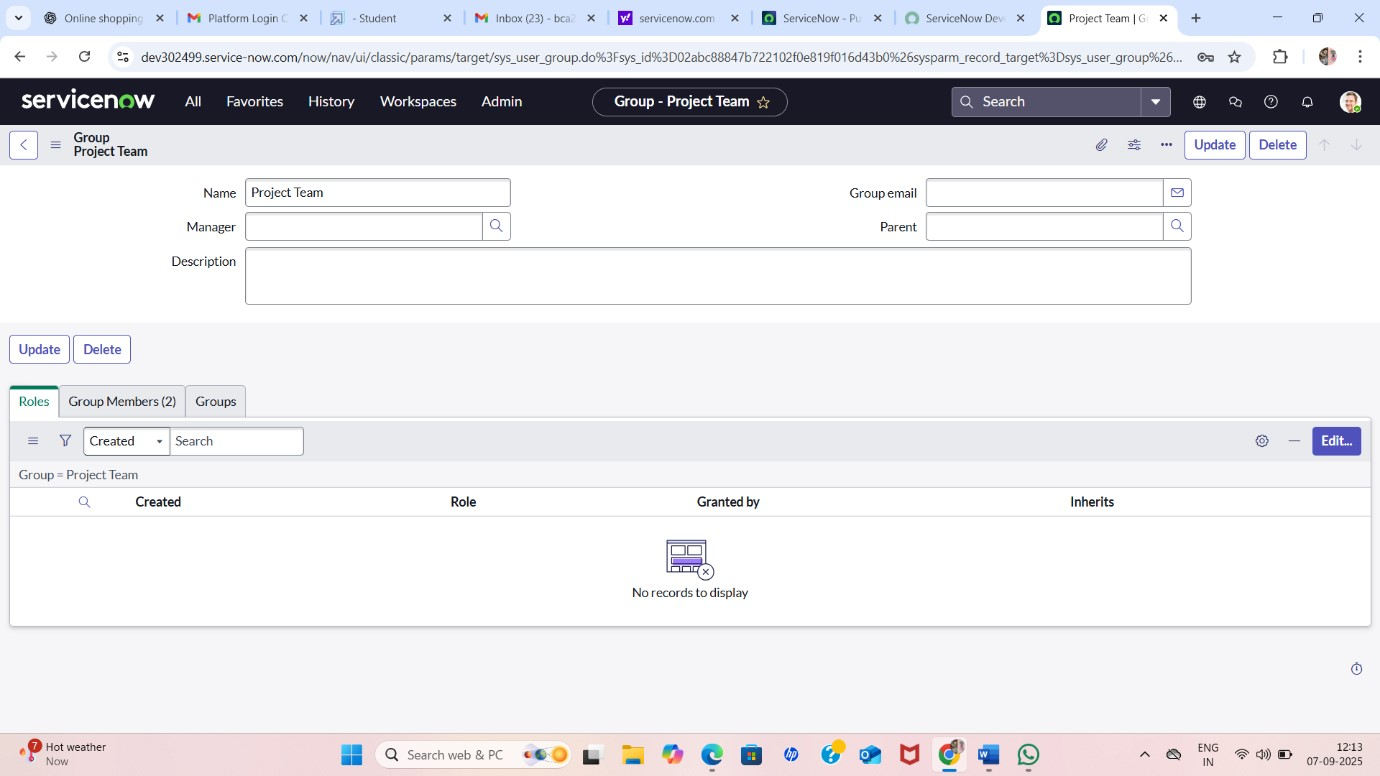 Online shopping
Platform Login C
- Student
Inbox (23) - bca2
servicenow.com
ServiceNow - Pu
ServiceNow Dev
Project Team | G
dev302499.service-now.com/now/nav/ui/classic/params/target/sys_user_group.do%3Fsys_id%3D02abc88847b722102f0e819f016d43b0%26sysparm_record_target%3Dsys_user_group%26...
servicenow
All
Favorites
History
Workspaces
Admin
Group - Project Team
Search
Group
Project Team
Update
Delete
Name
Project Team
Group email
Manager
Parent
Description
Update
Delete
Roles
Group Members (2)
Groups
Created
Search
Edit...
Group = Project Team
Created
Role
Granted by
Inherits
No records to display
7
Hot weather
Now
Search web & PC
ENG
IN
12:13
07-09-2025